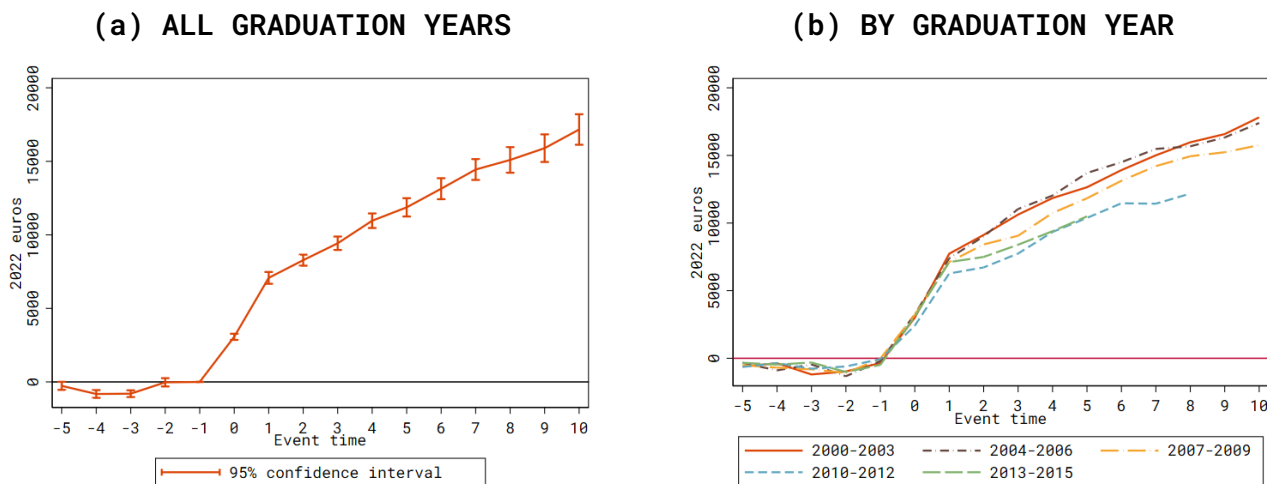 (a) ALL GRADUATION YEARS
20000
15000
10000
5000
0
2022 euros
-5 -4 -3 -2 -1 0 1 2 3 4 5 6 7 8 9 10
Event time
95% confidence interval
(b) BY GRADUATION YEAR
20000
15000
10000
5000
0
2022 euros
-5 -4 -3 -2 -1 0 1 2 3 4 5 6 7 8 9 10
Event time
2000-2003 2004-2006 2007-2009
2010-2012 2013-2015